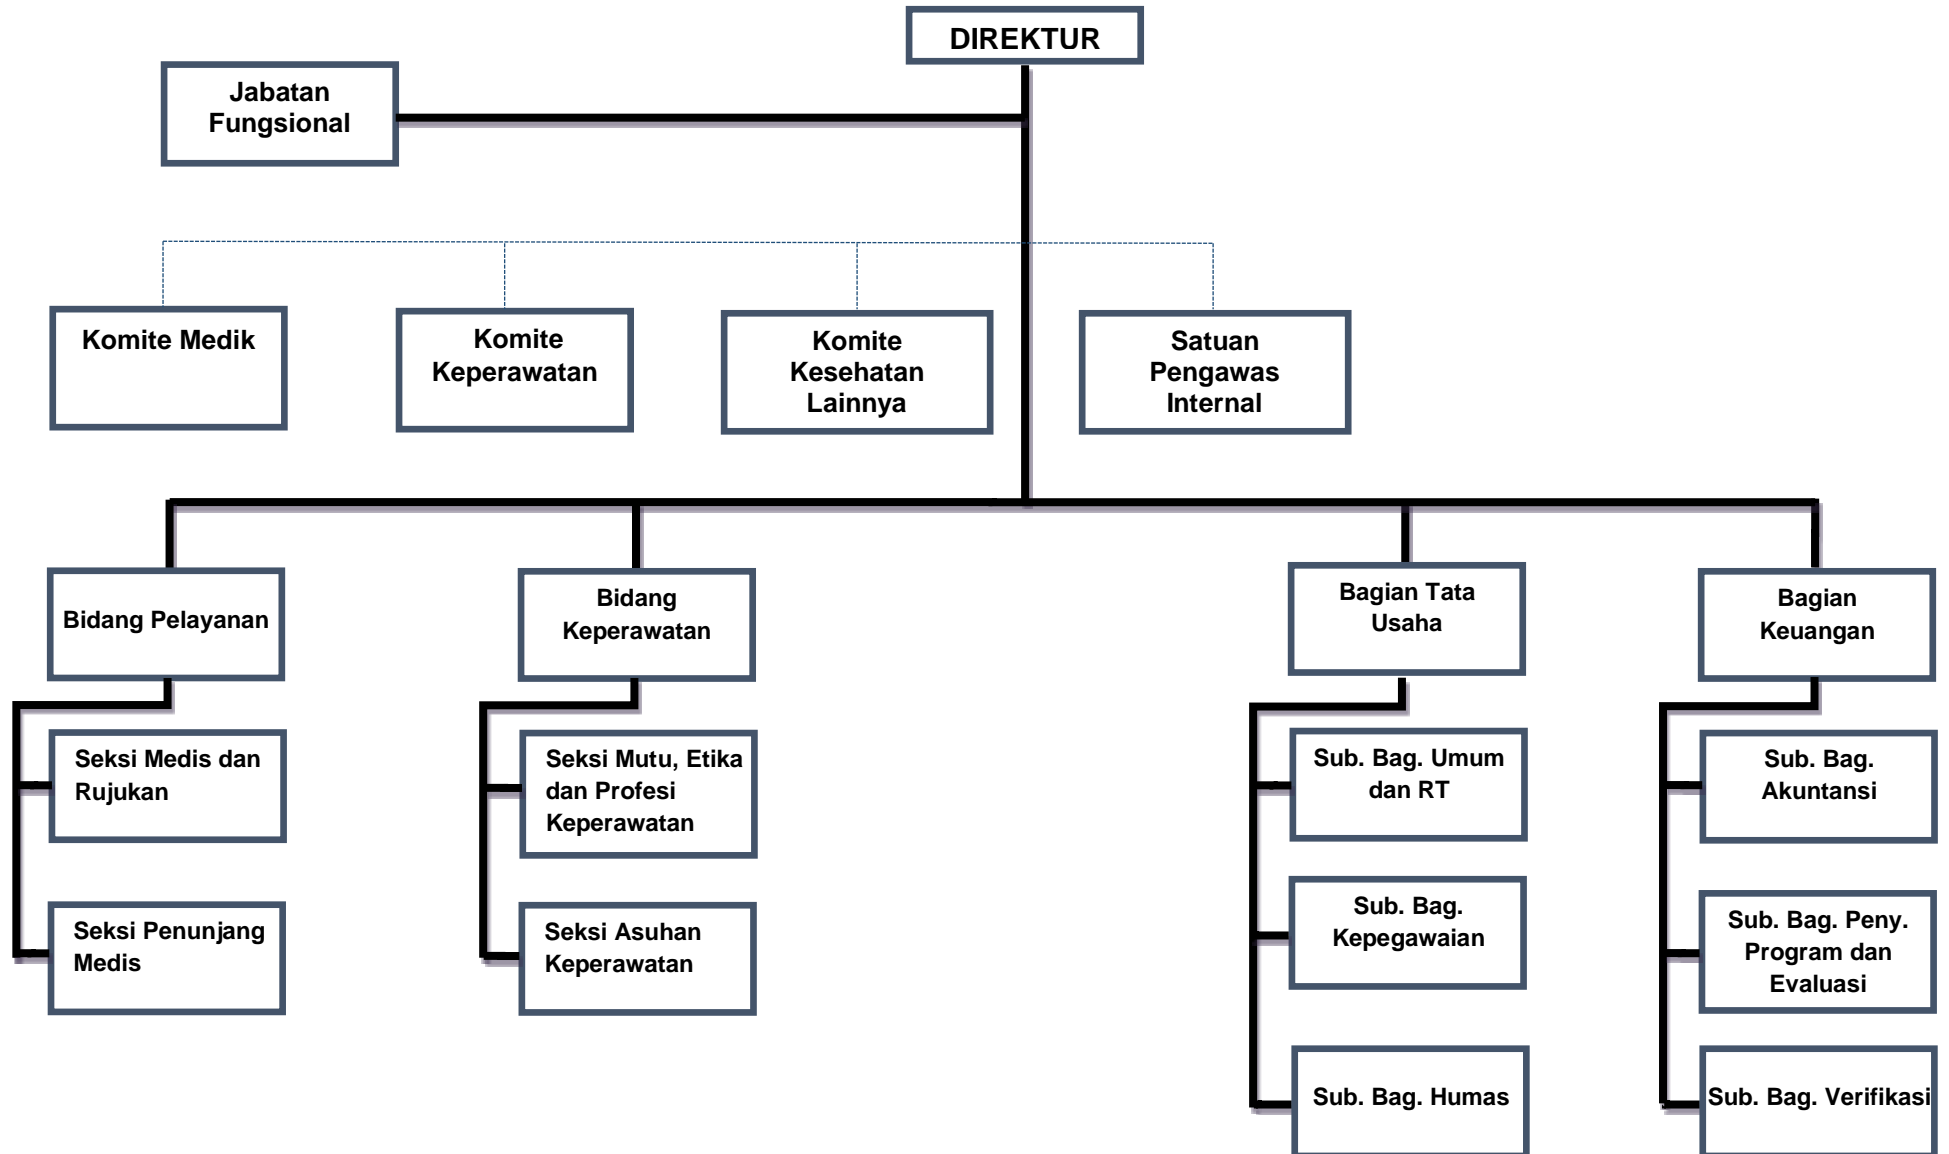 DIREKTUR
Jabatan
Fungsional
Komite Medik
Komite
Keperawatan
Komite
Kesehatan
Lainnya
Satuan
Pengawas
Internal
Bidang Pelayanan
Bidang
Keperawatan
Bagian Tata
Usaha
Bagian
Keuangan
Seksi Medis dan
Rujukan
Seksi Mutu, Etika
dan Profesi
Keperawatan
Sub. Bag. Umum
dan RT
Sub. Bag.
Akuntansi
Seksi Penunjang
Medis
Seksi Asuhan
Keperawatan
Sub. Bag.
Kepegawaian
Sub. Bag. Peny.
Program dan
Evaluasi
Sub. Bag. Humas
Sub. Bag. Verifikasi